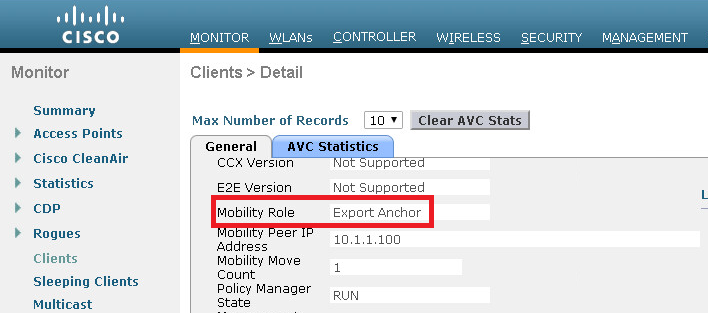 CISCO
MONITOR WLANs CONTROLLER WIRELESS SECURITY MANAGEMENT
Monitor
Summary
Access Points
Cisco CleanAir
Statistics
CDP
Rogues
Clients
Sleeping Clients
Multicast
Clients > Detail
Max Number of Records 10 Clear AVC Stats
General AVC Statistics
CCX Version Not Supported
E2E Version Not Supported
Mobility Role Export Anchor
Mobility Peer IP
Address 10.1.1.100
Mobility Move
Count 1
Policy Manager
State RUN